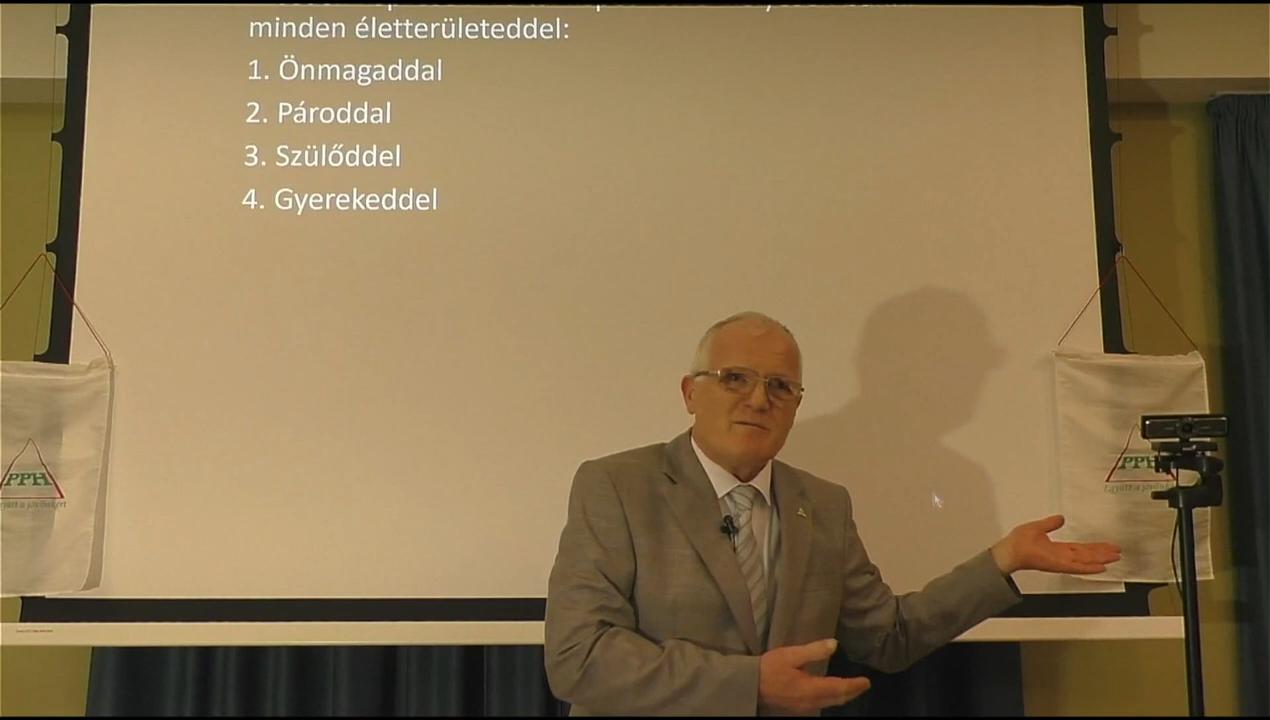 minden életterületeddel:
1. Önmagaddal
2. Pároddal
3. Szülőddel
4. Gyerekeddel
PPH
PPH